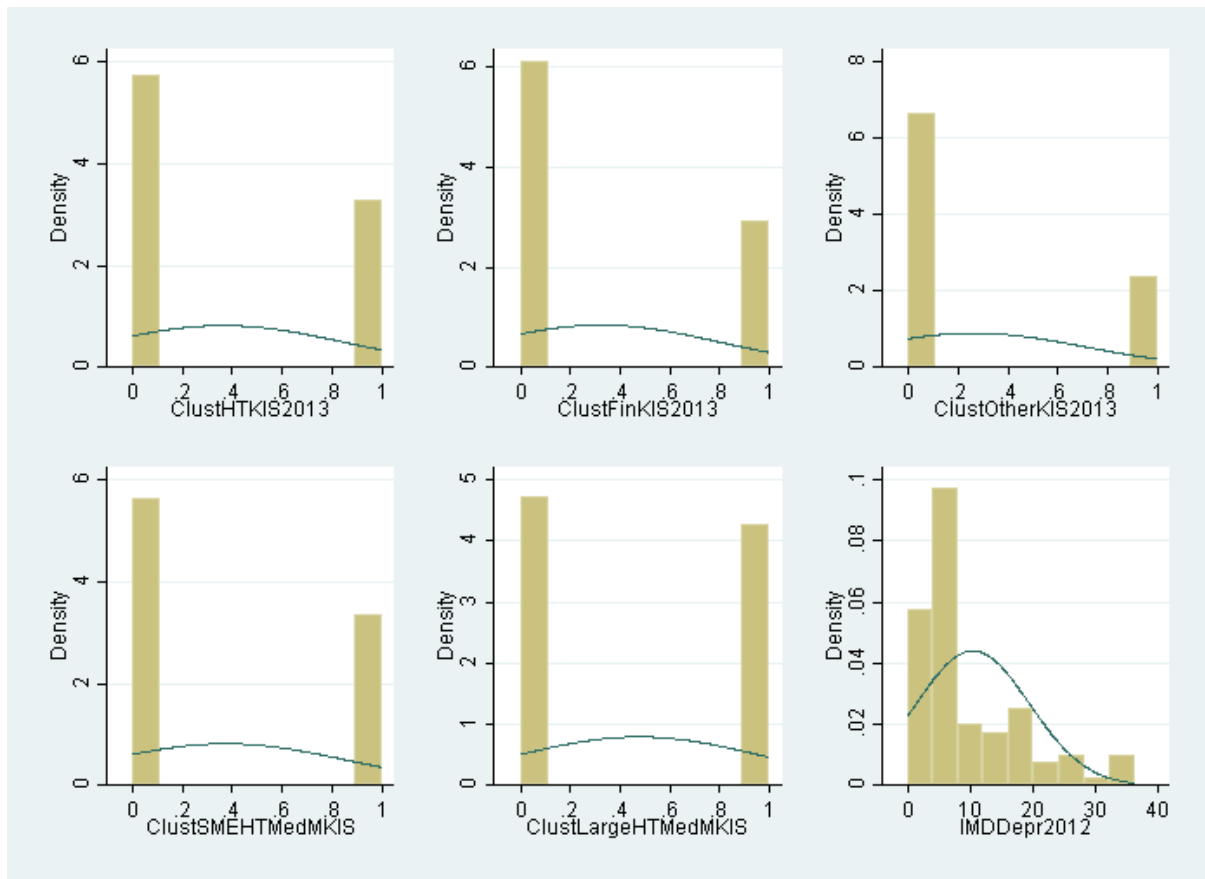 Density
0 2 4 6
0 .2 .4 .6 .8 1
ClustHTKIS2013
Density
0 2 4 6
0 .2 .4 .6 .8 1
ClustFinKIS2013
Density
0 2 4 6 8
0 .2 .4 .6 .8 1
ClustOtherKIS2013
Density
0 2 4 6
0 .2 .4 .6 .8 1
ClustSMEHTMedMKIS
Density
0 1 2 3 4 5
0 .2 .4 .6 .8 1
ClustLargeHTMedMKIS
Density
0 .02 .04 .06 .08 .1
0 10 20 30 40
IMDDepr2012